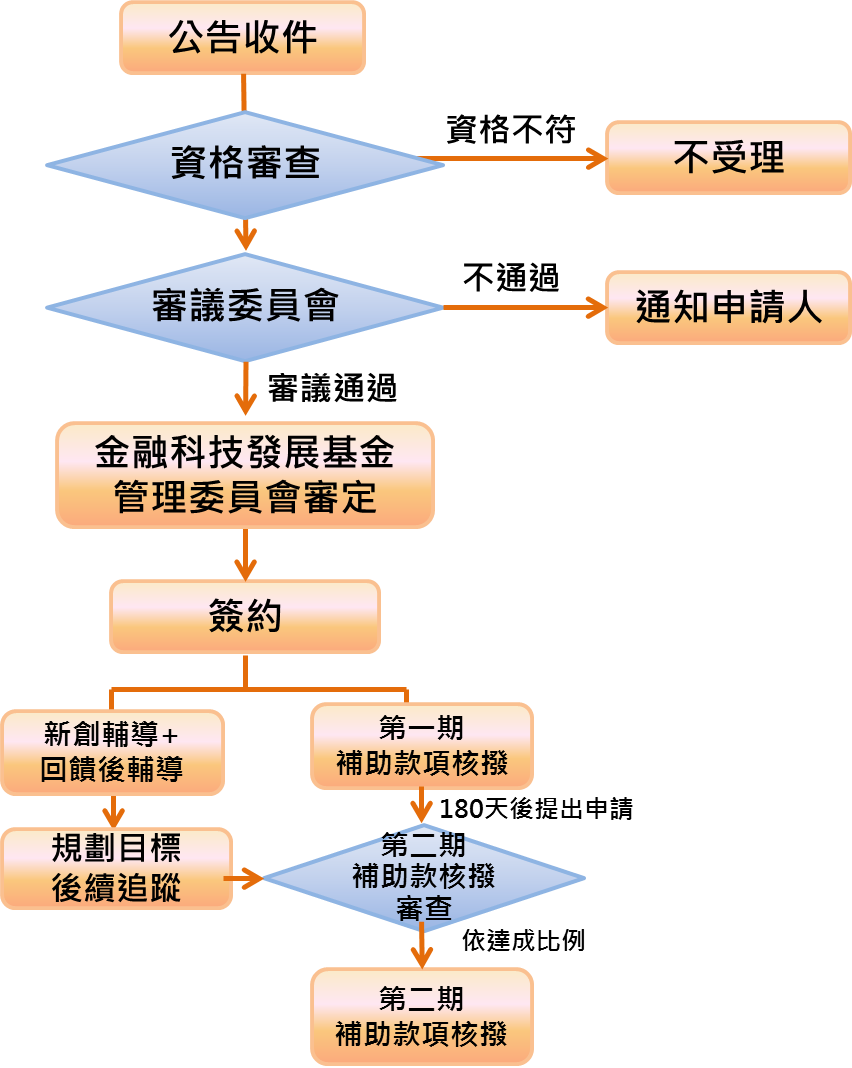 公告收件
資格審查
資格不符
不受理
審議委員會
不通過
通知申請人
審議通過
金融科技發展基金
管理委員會審定
簽約
新創輔導+
回饋後輔導
第一期
補助款項核撥
180天後提出申請
規劃目標
後續追蹤
第二期
補助款核撥
審查
依達成比例
第二期
補助款項核撥